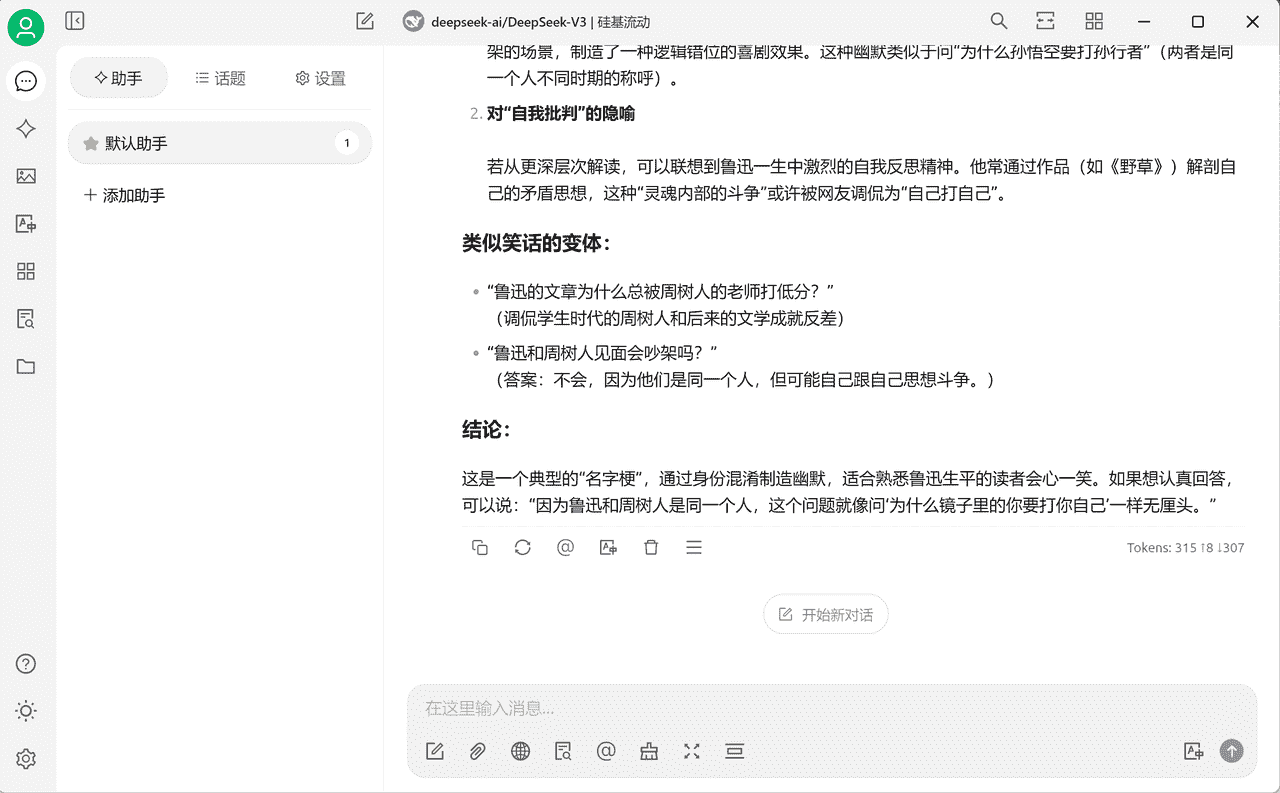 deepseek-ai/DeepSeek-V3 | 硅基流动
助手
话题
设置
默认助手
1
添加助手
架的场景，制造了一种逻辑错位的喜剧效果。这种幽默类似于问“为什么孙悟空要打孙行者”（两者是同
一个人不同时期的称呼）。
2. 对“自我批判”的隐喻
若从更深层次解读，可以联想到鲁迅一生中激烈的自我反思精神。他常通过作品（如《野草》）解剖自
己的矛盾思想，这种“灵魂内部的斗争”或许被网友调侃为“自己打自己”。
类似笑话的变体：
“鲁迅的文章为什么总被周树人的老师打低分？”
（调侃学生时代的周树人和后来的文学成就反差）
“鲁迅和周树人见面会吵架吗？”
（答案：不会，因为他们是同一个人，但可能自己跟自己思想斗争。）
结论：
这是一个典型的“名字梗”，通过身份混淆制造幽默，适合熟悉鲁迅生平的读者会心一笑。如果想认真回答，
可以说：“因为鲁迅和周树人是同一个人，这个问题就像问‘为什么镜子里的你要打你自己’一样无厘头。”
Tokens: 315 ↑8 ↓307
开始新对话
在这里输入消息...